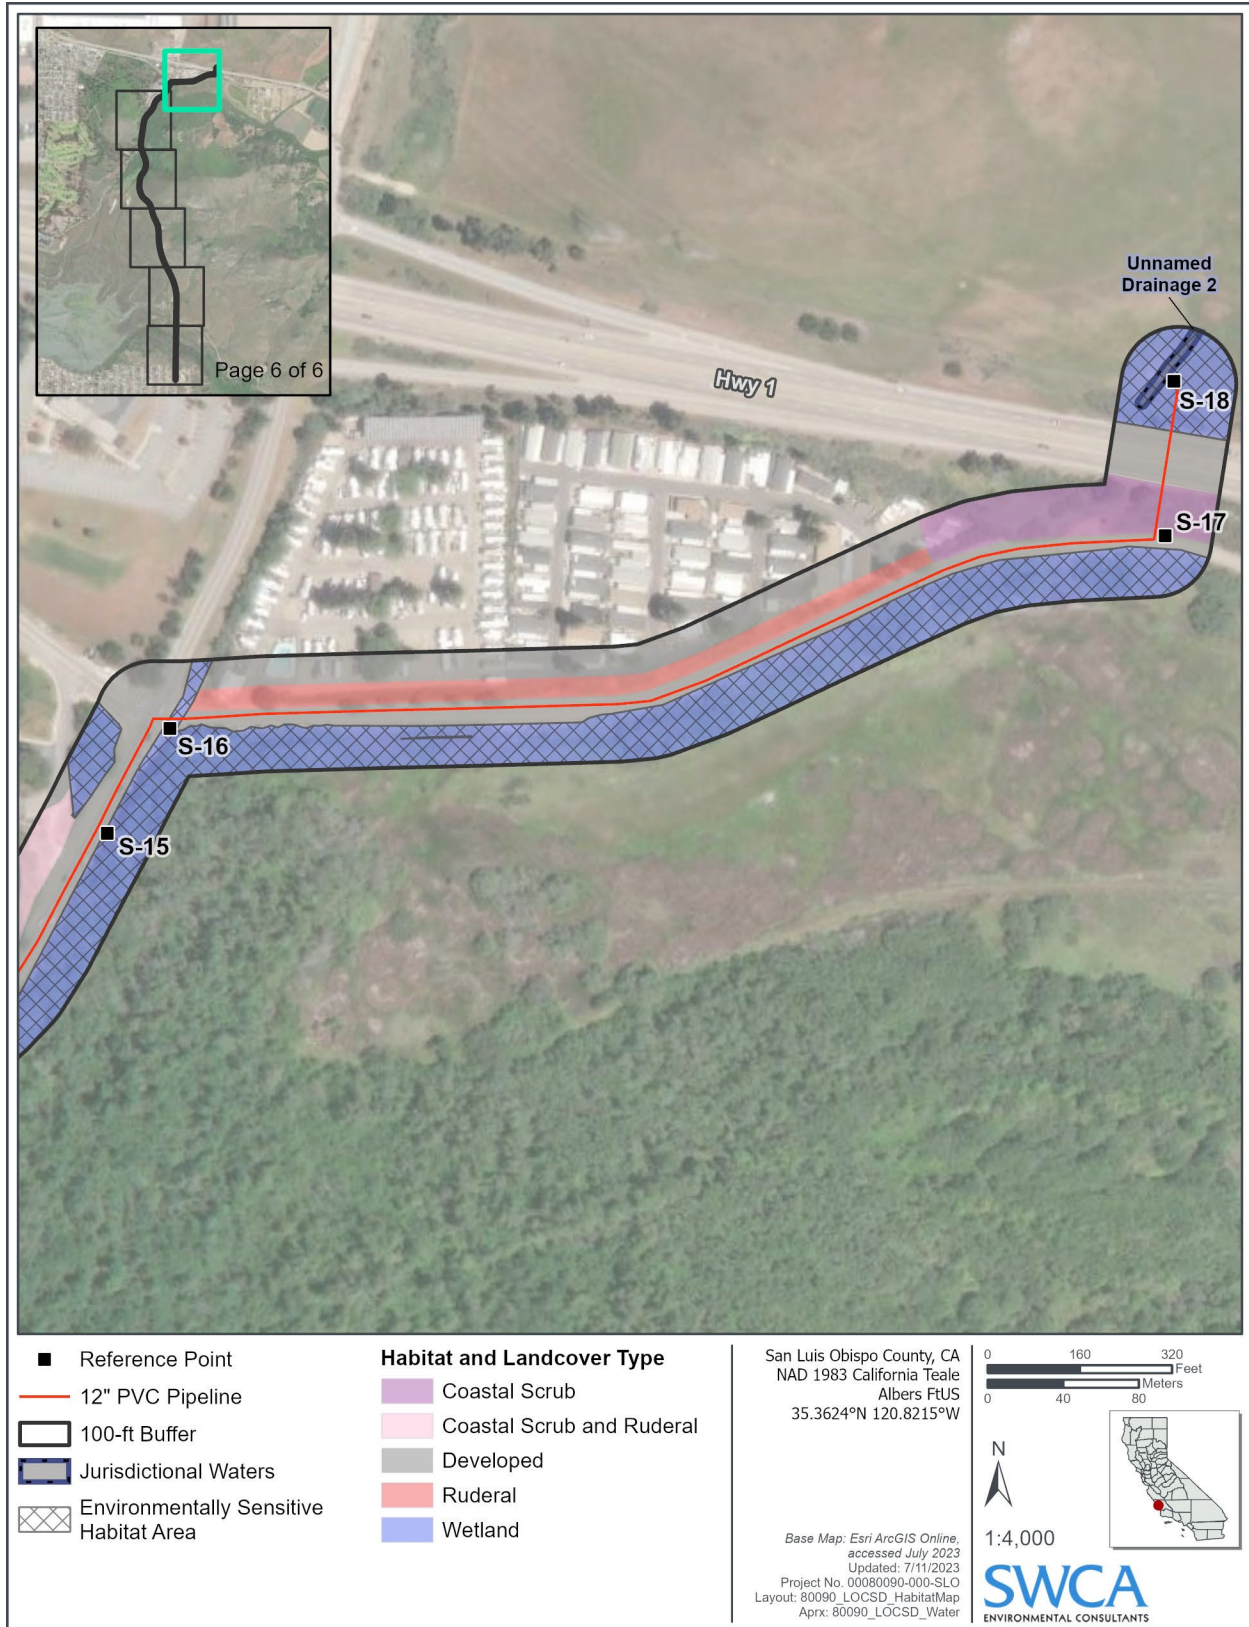 Page 6 of 6
Unnamed
Drainage 2
Hwy 1
S-18
S-17
S-16
S-15
Reference Point
12" PVC Pipeline
100-ft Buffer
Jurisdictional Waters
Environmentally Sensitive
Habitat Area
Habitat and Landcover Type
Coastal Scrub
Coastal Scrub and Ruderal
Developed
Ruderal
Wetland
San Luis Obispo County, CA
NAD 1983 California Teale
Albers FtUS
35.3624°N 120.8215°W
Base Map: Esri ArcGIS Online,
accessed July 2023
Updated: 7/11/2023
Project No. 00080090-000-SLO
Layout: 80090_LOCSD_HabitatMap
Aprx: 80090_LOCSD_Water
0 160 320
Feet
Meters
0 40 80
N
1:4,000
SWCA
ENVIRONMENTAL CONSULTANTS